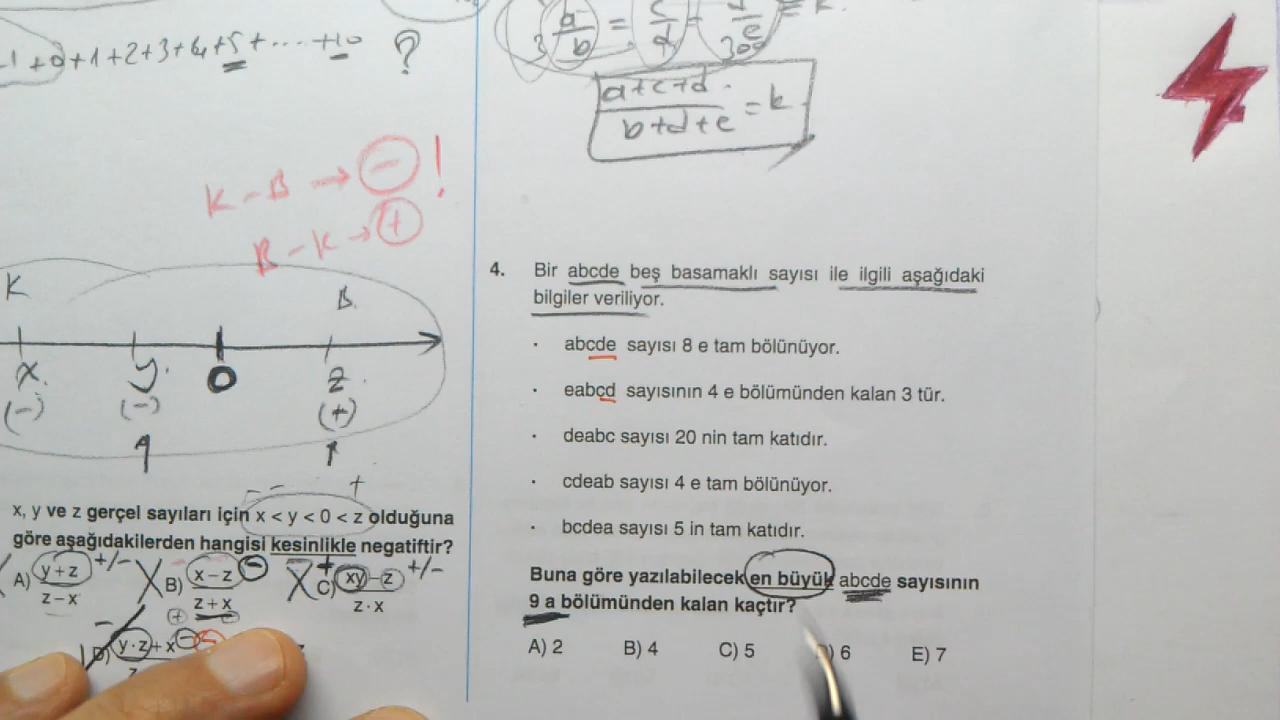 -1 +0+1+2+3+4+5+....+10 ?
K-B → (-) !
B-K → (+)
K B.
x. y. 0 z.
(-) (-) (+)
- - +
x, y ve z gerçel sayıları için x < y < 0 < z olduğuna
göre aşağıdakilerden hangisi kesinlikle negatiftir?
A) y+z / z-x +/-
B) x-z / z+x
C) xy-z / z·x +/-
y·z+x
a/b = c/d = d/e = k.
a+c+d / b+d+e = k
4. Bir abcde beş basamaklı sayısı ile ilgili aşağıdaki
bilgiler veriliyor.
· abcde sayısı 8 e tam bölünüyor.
· eabcd sayısının 4 e bölümünden kalan 3 tür.
· deabc sayısı 20 nin tam katıdır.
· cdeab sayısı 4 e tam bölünüyor.
· bcdea sayısı 5 in tam katıdır.
Buna göre yazılabilecek en büyük abcde sayısının
9 a bölümünden kalan kaçtır?
A) 2 B) 4 C) 5 ) 6 E) 7